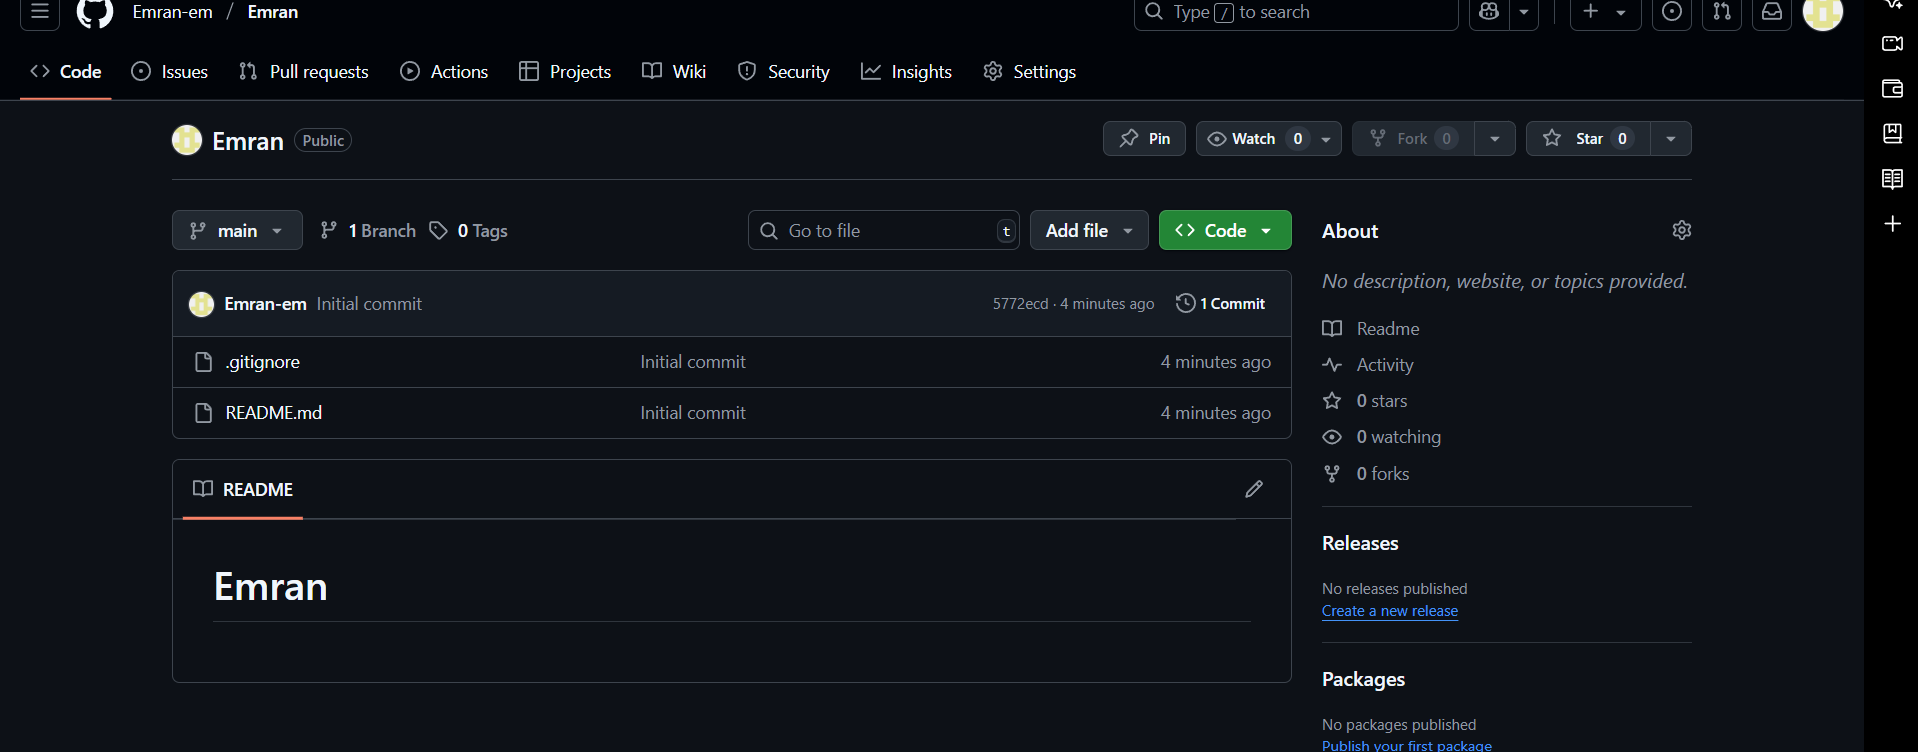 Emran-em / Emran
Type / to search
Code Issues Pull requests Actions Projects Wiki Security Insights Settings
Emran Public
Pin Watch 0 Fork 0 Star 0
main 1 Branch 0 Tags
Go to file t
Add file Code
Emran-em Initial commit 5772ecd · 4 minutes ago 1 Commit
.gitignore Initial commit 4 minutes ago
README.md Initial commit 4 minutes ago
README
Emran
About
No description, website, or topics provided.
Readme
Activity
0 stars
0 watching
0 forks
Releases
No releases published
Create a new release
Packages
No packages published
Publish your first package